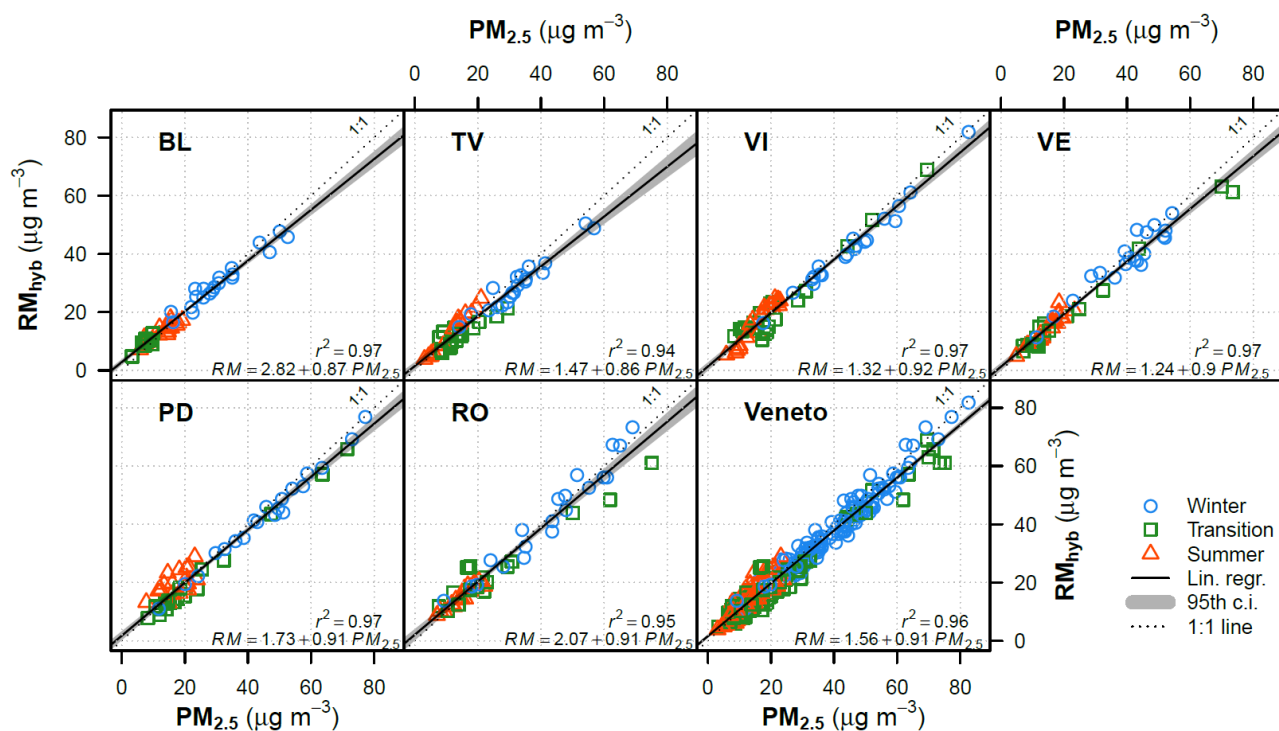 PM2.5 (μg m−3)
PM2.5 (μg m−3)
0 20 40 60 80
0 20 40 60 80
BL
1:1
r2 = 0.97
RM = 2.82+0.87 PM2.5
TV
1:1
r2 = 0.94
RM = 1.47+0.86 PM2.5
VI
1:1
r2 = 0.97
RM = 1.32+0.92 PM2.5
VE
1:1
r2 = 0.97
RM = 1.24+0.9 PM2.5
80
60
40
20
0
RMhyb (μg m−3)
PD
1:1
r2 = 0.97
RM = 1.73+0.91 PM2.5
RO
1:1
r2 = 0.95
RM = 2.07+0.91 PM2.5
Veneto
1:1
r2 = 0.96
RM = 1.56+0.91 PM2.5
80
60
40
20
0
RMhyb (μg m−3)
Winter
Transition
Summer
Lin. regr.
95th c.i.
1:1 line
0 20 40 60 80
0 20 40 60 80
PM2.5 (μg m−3)
PM2.5 (μg m−3)